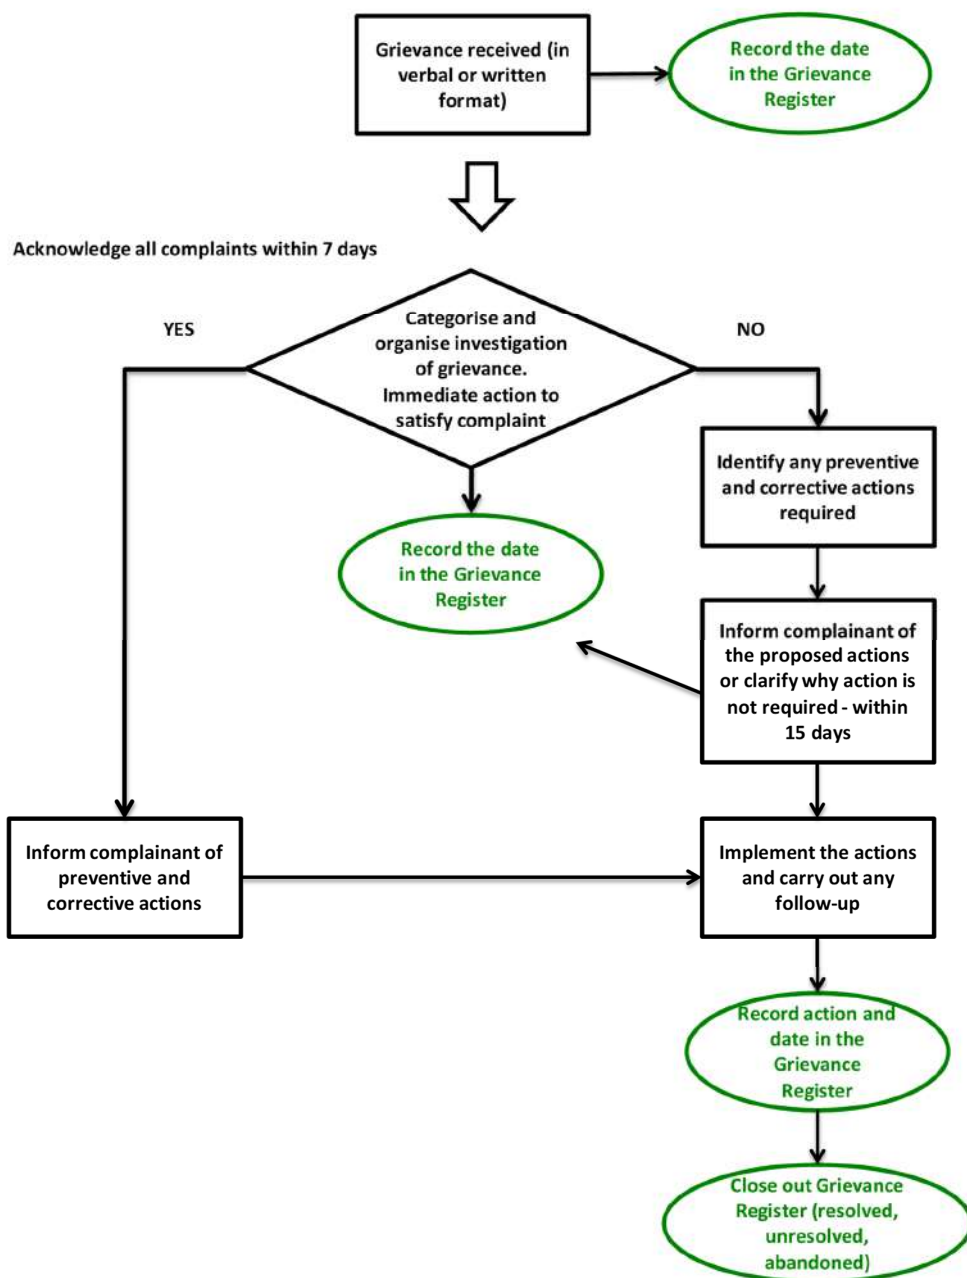 Grievance received (in
verbal or written
format)
Record the date
in the Grievance
Register
Acknowledge all complaints within 7 days
YES
Categorise and
organise investigation
of grievance.
Immediate action to
satisfy complaint
NO
Identify any preventive
and corrective actions
required
Record the date
in the Grievance
Register
Inform complainant of
the proposed actions
or clarify why action is
not required - within
15 days
Inform complainant of
preventive and
corrective actions
Implement the actions
and carry out any
follow-up
Record action and
date in the
Grievance
Register
Close out Grievance
Register (resolved,
unresolved,
abandoned)